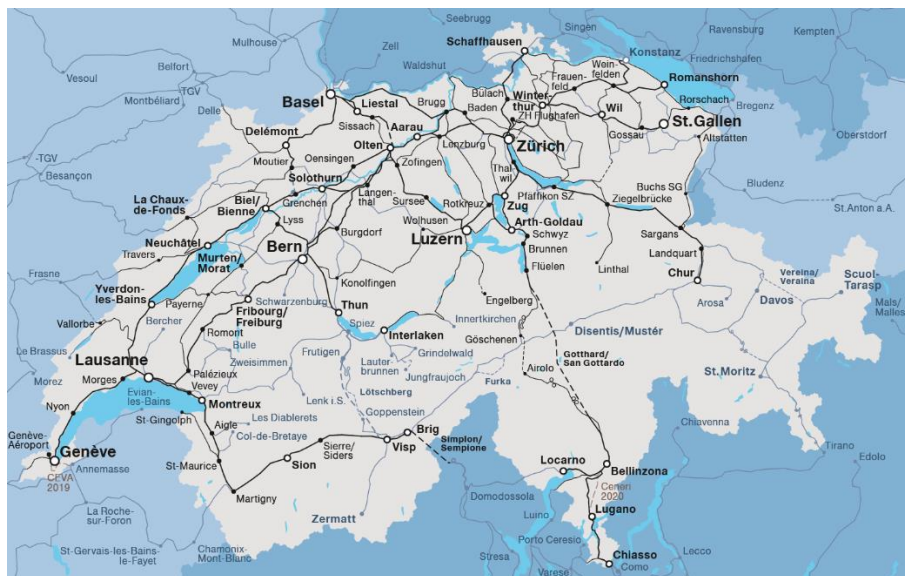 Seebrugg
Singen
Ravensburg
Kempten
Mulhouse
Schaffhausen
Konstanz
Friedrichshafen
Belfort
Zell
Waldshut
Wein-
felden
Vesoul
TGV
Bülach
Frauen-
feld
Romanshorn
Montbéliard
Basel
Liestal
Brugg
Baden
Winter-
thur
Wil
Rorschach
Bregenz
Delle
Sissach
Aarau
ZH Flughafen
Gossau
St.Gallen
Oberstdorf
Delémont
Olten
Lenzburg
Zürich
Altstätten
TGV
Moutier
Oensingen
Zofingen
Besançon
Solothurn
Thal-
wil
Pfäffikon SZ
Buchs SG
Bludenz
La Chaux-
de-Fonds
Biel/
Bienne
Grenchen
Langen-
thal
Sursee
Rotkreuz
Zug
Ziegelbrücke
St.Anton a.A.
Lyss
Burgdorf
Wolhusen
Arth-Goldau
Neuchâtel
Bern
Luzern
Schwyz
Sargans
Travers
Murten/
Morat
Brunnen
Landquart
Frasne
Konolfingen
Flüelen
Linthal
Chur
Vereina/
Veraina
Scuol-
Tarasp
Yverdon-
les-Bains
Payerne
Schwarzenburg
Engelberg
Arosa
Davos
Mals/
Malles
Vallorbe
Bercher
Fribourg/
Freiburg
Thun
Innertkirchen
Disentis/Mustér
Romont
Spiez
Interlaken
Göschenen
Le Brassus
Bulle
Frutigen
Grindelwald
Gotthard/
San Gottardo
Lausanne
Zweisimmen
Lauter-
brunnen
St.Moritz
Morez
Morges
Palézieux
Jungfraujoch
Furka
Airolo
Vevey
Lötschberg
Evian-
les-Bains
Montreux
Lenk i.S.
Nyon
Les Diablerets
Goppenstein
St-Gingolph
Aigle
Chiavenna
Genève-
Aéroport
Col-de-Bretaye
Brig
Simplon/
Sempione
Tirano
Genève
Annemasse
Sierre/
Siders
Visp
Edolo
St-Maurice
Sion
Locarno
Bellinzona
CEVA
2019
Martigny
Domodossola
Ceneri
2020
La Roche-
sur-Foron
Zermatt
Luino
Lugano
St-Gervais-les-Bains-
le-Fayet
Chamonix-
Mont-Blanc
Porto Ceresio
Lecco
Stresa
Chiasso
Varese
Como